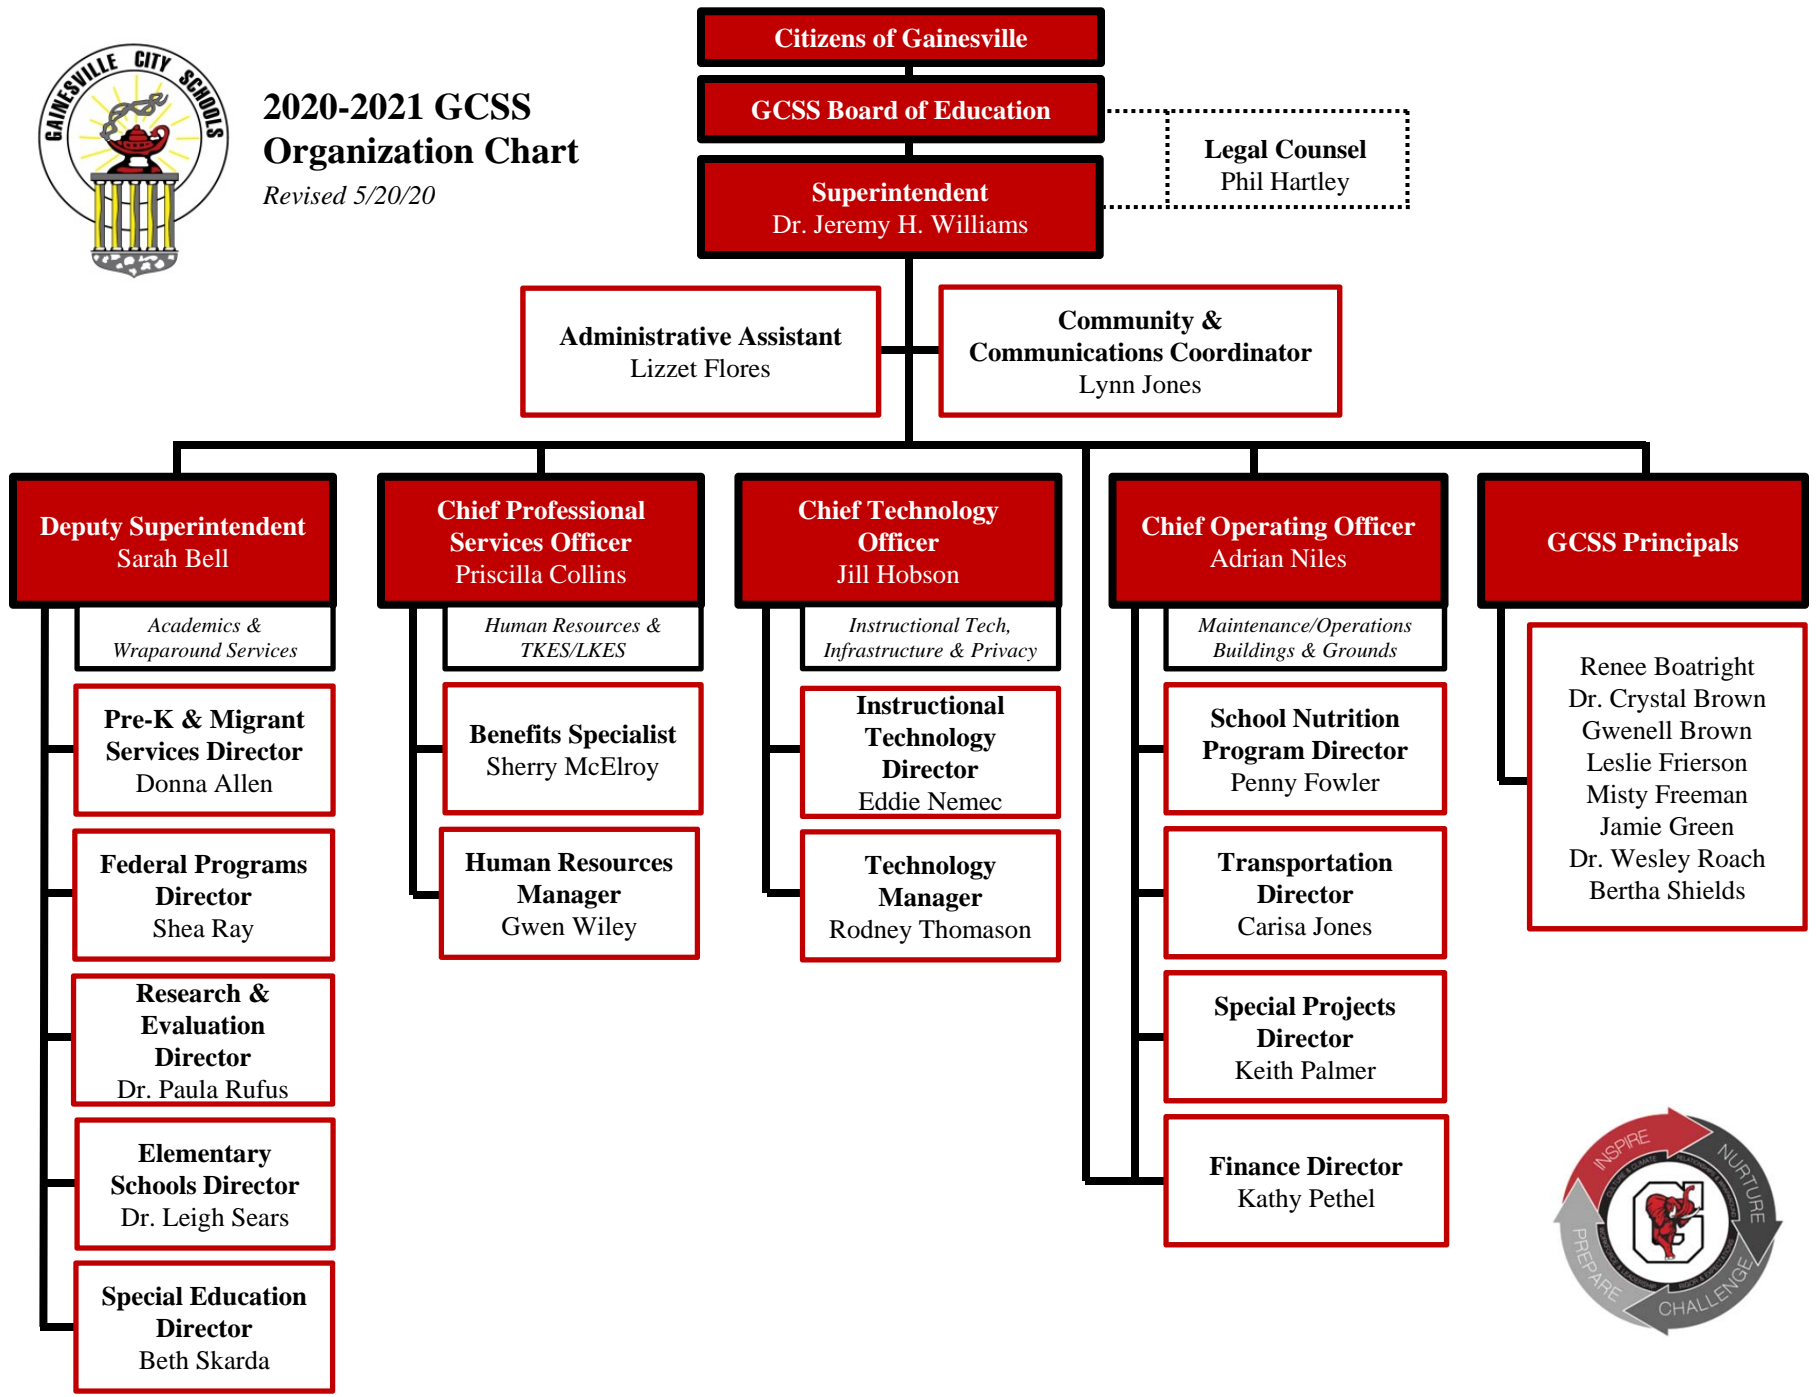 GAINESVILLE CITY SCHOOLS
2020-2021 GCSS
Organization Chart
Revised 5/20/20
Citizens of Gainesville
GCSS Board of Education
Superintendent
Dr. Jeremy H. Williams
Legal Counsel
Phil Hartley
Administrative Assistant
Lizzet Flores
Community &
Communications Coordinator
Lynn Jones
Deputy Superintendent
Sarah Bell
Academics &
Wraparound Services
Pre-K & Migrant
Services Director
Donna Allen
Federal Programs
Director
Shea Ray
Research &
Evaluation
Director
Dr. Paula Rufus
Elementary
Schools Director
Dr. Leigh Sears
Special Education
Director
Beth Skarda
Chief Professional
Services Officer
Priscilla Collins
Human Resources &
TKES/LKES
Benefits Specialist
Sherry McElroy
Human Resources
Manager
Gwen Wiley
Chief Technology
Officer
Jill Hobson
Instructional Tech,
Infrastructure & Privacy
Instructional
Technology
Director
Eddie Nemec
Technology
Manager
Rodney Thomason
Chief Operating Officer
Adrian Niles
Maintenance/Operations
Buildings & Grounds
School Nutrition
Program Director
Penny Fowler
Transportation
Director
Carisa Jones
Special Projects
Director
Keith Palmer
Finance Director
Kathy Pethel
GCSS Principals
Renee Boatright
Dr. Crystal Brown
Gwenell Brown
Leslie Frierson
Misty Freeman
Jamie Green
Dr. Wesley Roach
Bertha Shields
INSPIRE
NURTURE
CHALLENGE
PREPARE
CULTURE & CLIMATE
G